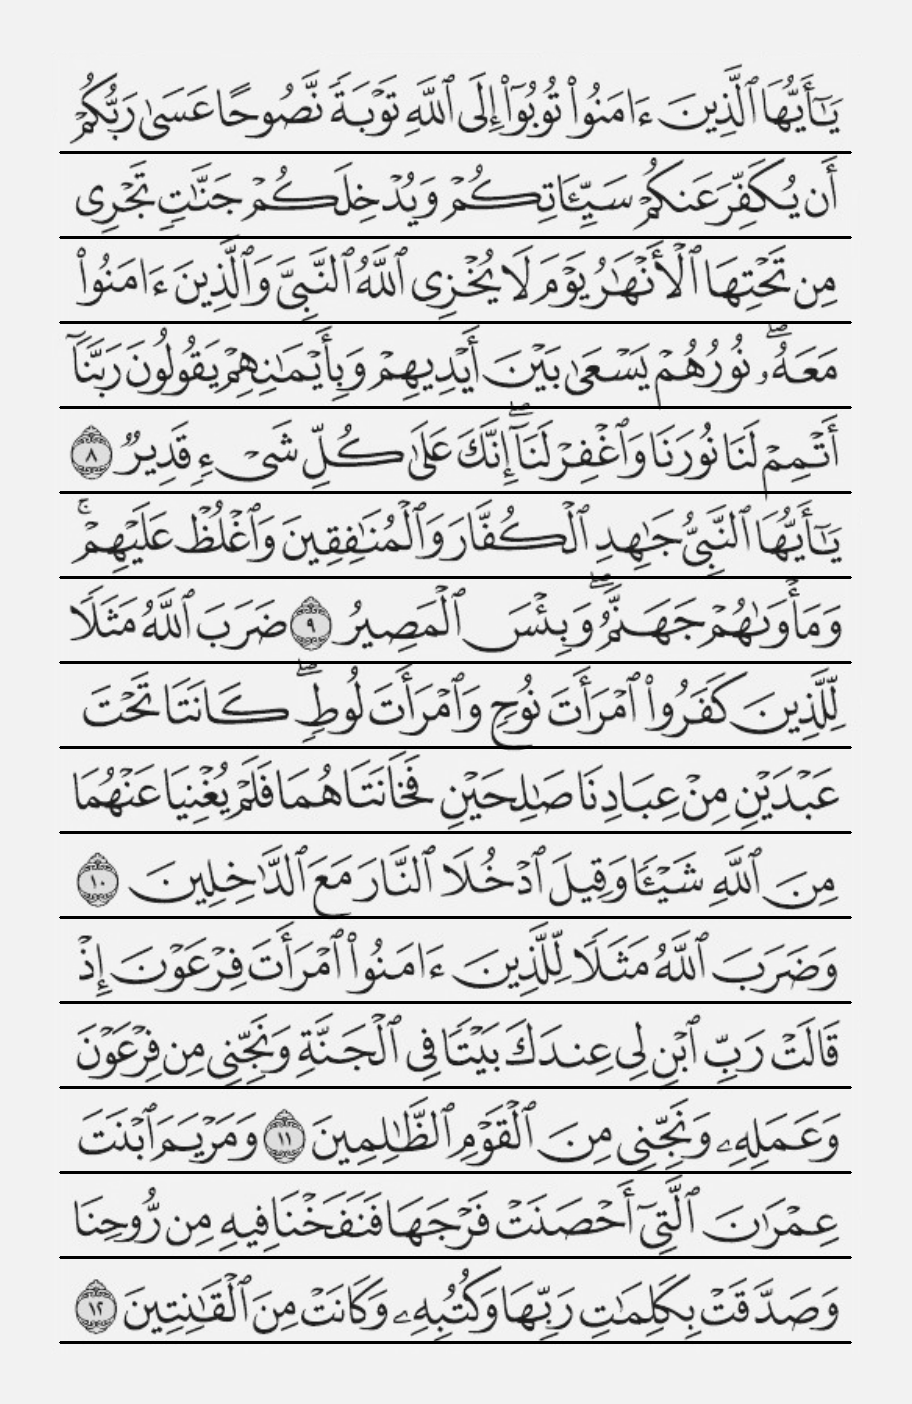 يَٰٓأَيُّهَا ٱلَّذِينَ ءَامَنُوا۟ تُوبُوٓا۟ إِلَى ٱللَّهِ تَوْبَةً نَّصُوحًا عَسَىٰ رَبُّكُمْ
أَن يُكَفِّرَ عَنكُمْ سَيِّـَٔاتِكُمْ وَيُدْخِلَكُمْ جَنَّٰتٍ تَجْرِى
مِن تَحْتِهَا ٱلْأَنْهَٰرُ يَوْمَ لَا يُخْزِى ٱللَّهُ ٱلنَّبِىَّ وَٱلَّذِينَ ءَامَنُوا۟
مَعَهُۥ ۖ نُورُهُمْ يَسْعَىٰ بَيْنَ أَيْدِيهِمْ وَبِأَيْمَٰنِهِمْ يَقُولُونَ رَبَّنَآ
أَتْمِمْ لَنَا نُورَنَا وَٱغْفِرْ لَنَآ ۖ إِنَّكَ عَلَىٰ كُلِّ شَىْءٍ قَدِيرٌ ٨
يَٰٓأَيُّهَا ٱلنَّبِىُّ جَٰهِدِ ٱلْكُفَّارَ وَٱلْمُنَٰفِقِينَ وَٱغْلُظْ عَلَيْهِمْ ۚ
وَمَأْوَىٰهُمْ جَهَنَّمُ ۖ وَبِئْسَ ٱلْمَصِيرُ ٩ ضَرَبَ ٱللَّهُ مَثَلًا
لِّلَّذِينَ كَفَرُوا۟ ٱمْرَأَتَ نُوحٍ وَٱمْرَأَتَ لُوطٍ ۖ كَانَتَا تَحْتَ
عَبْدَيْنِ مِنْ عِبَادِنَا صَٰلِحَيْنِ فَخَانَتَاهُمَا فَلَمْ يُغْنِيَا عَنْهُمَا
مِنَ ٱللَّهِ شَيْـًٔا وَقِيلَ ٱدْخُلَا ٱلنَّارَ مَعَ ٱلدَّٰخِلِينَ ١٠
وَضَرَبَ ٱللَّهُ مَثَلًا لِّلَّذِينَ ءَامَنُوا۟ ٱمْرَأَتَ فِرْعَوْنَ إِذْ
قَالَتْ رَبِّ ٱبْنِ لِى عِندَكَ بَيْتًا فِى ٱلْجَنَّةِ وَنَجِّنِى مِن فِرْعَوْنَ
وَعَمَلِهِۦ وَنَجِّنِى مِنَ ٱلْقَوْمِ ٱلظَّٰلِمِينَ ١١ وَمَرْيَمَ ٱبْنَتَ
عِمْرَٰنَ ٱلَّتِىٓ أَحْصَنَتْ فَرْجَهَا فَنَفَخْنَا فِيهِ مِن رُّوحِنَا
وَصَدَّقَتْ بِكَلِمَٰتِ رَبِّهَا وَكُتُبِهِۦ وَكَانَتْ مِنَ ٱلْقَٰنِتِينَ ١٢